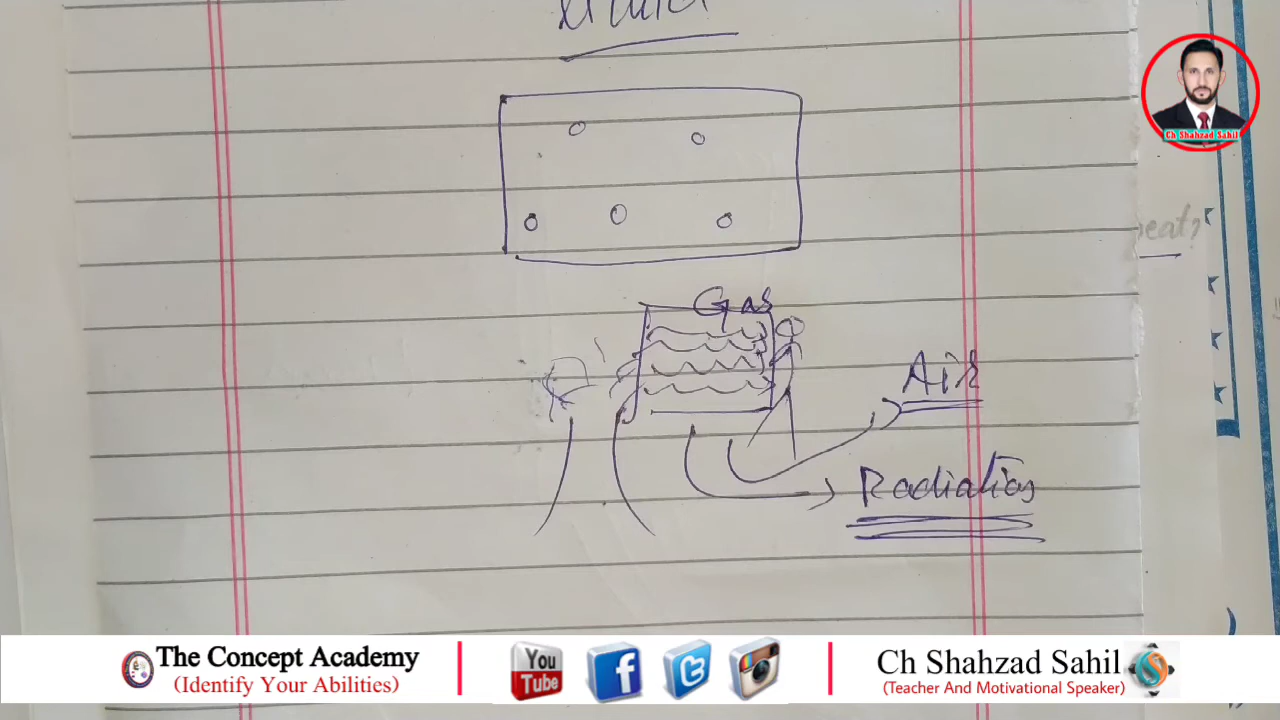 Ch Shahzad Sahil
eat?
Gas
Air
Radiation
The Concept Academy
(Identify Your Abilities)
You
Tube
Ch Shahzad Sahil
(Teacher And Motivational Speaker)